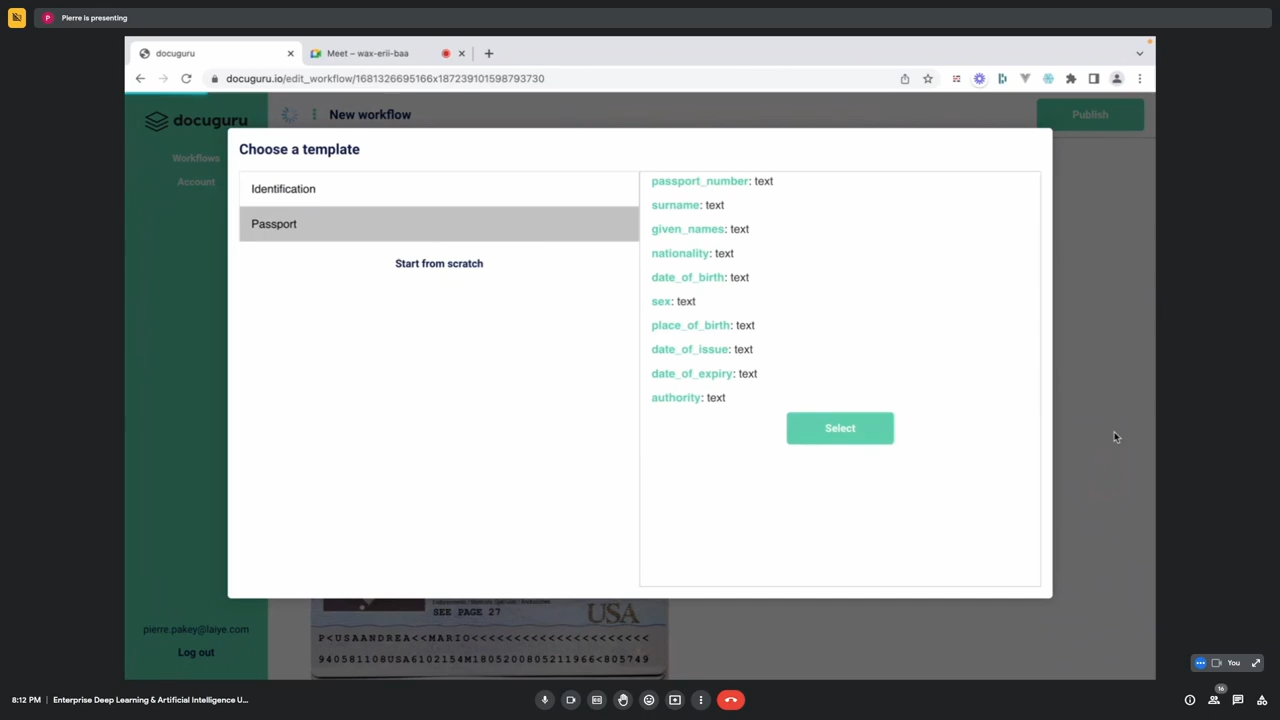 Pierre is presenting
docuguru
Meet – wax-erii-baa
docuguru.io/edit_workflow/1681326695166x187239101598793730
docuguru
New workflow
Publish
Workflows
Account
Choose a template
Identification
Passport
Start from scratch
passport_number: text
surname: text
given_names: text
nationality: text
date_of_birth: text
sex: text
place_of_birth: text
date_of_issue: text
date_of_expiry: text
authority: text
Select
SEE PAGE 27
USA
P<USAANDREA<<MARIO<<<<<<<<<<<<<<<<<<<<<<
940581108USA6102154M1805200805211966<805749
pierre.pakey@laiye.com
Log out
You
8:12 PM | Enterprise Deep Learning & Artificial Intelligence U...
16